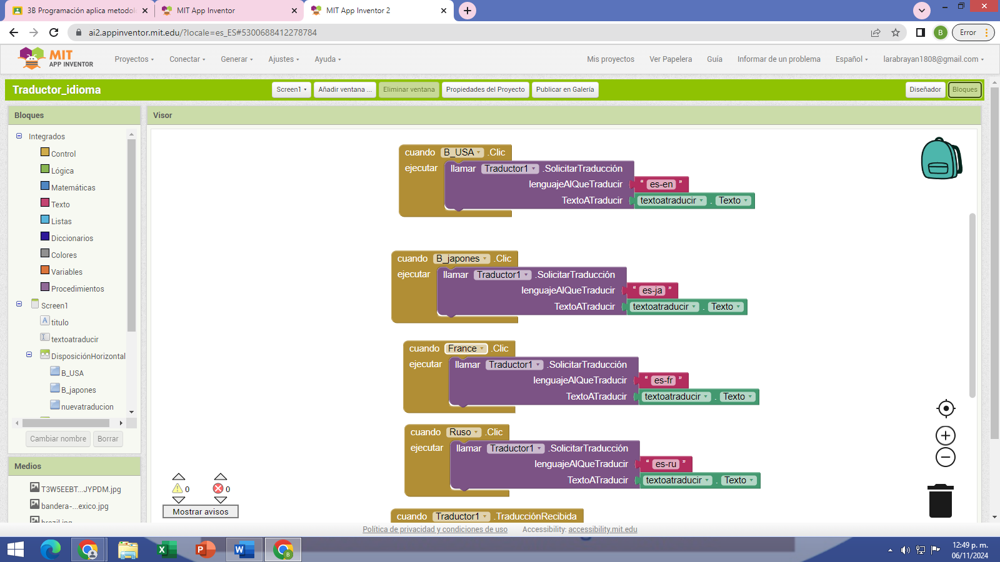 3B Programación aplica metodolo
MIT App Inventor
MIT App Inventor 2
ai2.appinventor.mit.edu/?locale=es_ES#5300688412278784
B
Error
MIT
APP INVENTOR
Proyectos
Conectar
Generar
Ajustes
Ayuda
Mis proyectos
Ver Papelera
Guía
Informar de un problema
Español
larabrayan1808@gmail.com
Traductor_idioma
Screen1
Añadir ventana ...
Eliminar ventana
Propiedades del Proyecto
Publicar en Galería
Diseñador
Bloques
Bloques
Integrados
Control
Lógica
Matemáticas
Texto
Listas
Diccionarios
Colores
Variables
Procedimientos
Screen1
titulo
textoatraducir
DisposiciónHorizontal
B_USA
B_japones
nuevatraducion
Cambiar nombre
Borrar
Medios
T3W5EEBT...JYPDM.jpg
bandera-...exico.jpg
brazil.jpg
Visor
cuando B_USA .Clic
ejecutar llamar Traductor1 .SolicitarTraducción
lenguajeAlQueTraducir “ es-en ”
TextoATraducir textoatraducir . Texto
cuando B_japones .Clic
ejecutar llamar Traductor1 .SolicitarTraducción
lenguajeAlQueTraducir “ es-ja ”
TextoATraducir textoatraducir . Texto
cuando France .Clic
ejecutar llamar Traductor1 .SolicitarTraducción
lenguajeAlQueTraducir “ es-fr ”
TextoATraducir textoatraducir . Texto
cuando Ruso .Clic
ejecutar llamar Traductor1 .SolicitarTraducción
lenguajeAlQueTraducir “ es-ru ”
TextoATraducir textoatraducir . Texto
cuando Traductor1 .TraducciónRecibida
0 0
Mostrar avisos
Política de privacidad y condiciones de uso
Accessibility: accessibility.mit.edu
12:49 p. m.
06/11/2024